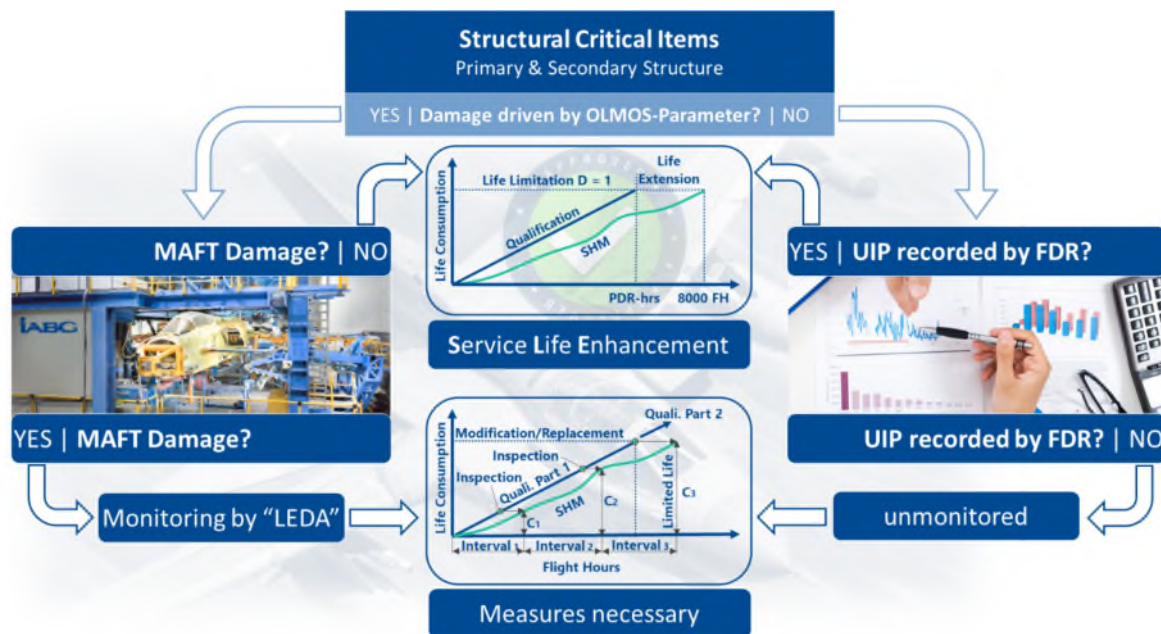 Structural Critical Items
Primary & Secondary Structure
YES | Damage driven by OLMOS-Parameter? | NO
MAFT Damage? | NO
IABG
YES | MAFT Damage?
Monitoring by “LEDA”
Life Consumption
Life Limitation D = 1
Life
Extension
Qualification
SHM
PDR-hrs
8000 FH
Service Life Enhancement
YES | UIP recorded by FDR?
UIP recorded by FDR? | NO
unmonitored
Life Consumption
Quali. Part 2
Modification/Replacement
Inspection
Inspection
Quali. Part 1
SHM
C1
C2
C3
Limited Life
Interval 1
Interval 2
Interval 3
Flight Hours
Measures necessary